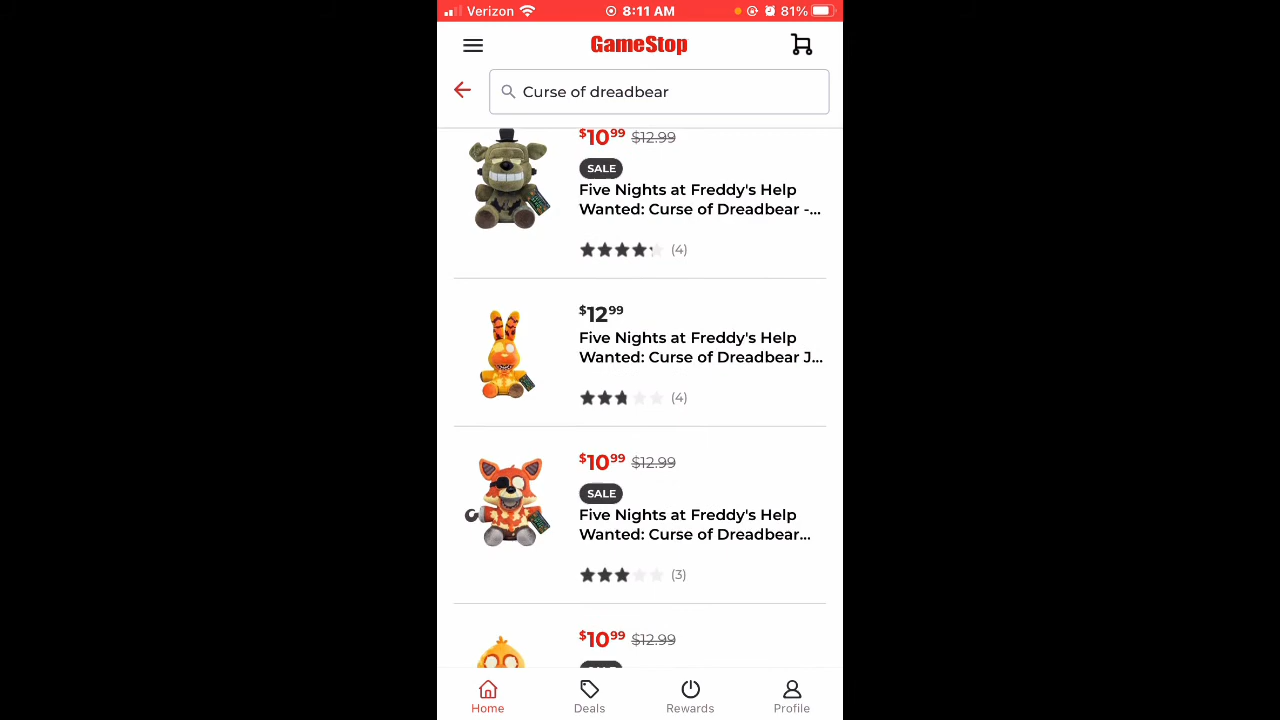 Verizon 8:11 AM 81%
GameStop
Curse of dreadbear
$10.99 $12.99
SALE
Five Nights at Freddy's Help
Wanted: Curse of Dreadbear -...
(4)
$12.99
Five Nights at Freddy's Help
Wanted: Curse of Dreadbear J...
(4)
$10.99 $12.99
SALE
Five Nights at Freddy's Help
Wanted: Curse of Dreadbear...
(3)
$10.99 $12.99
Home Deals Rewards Profile